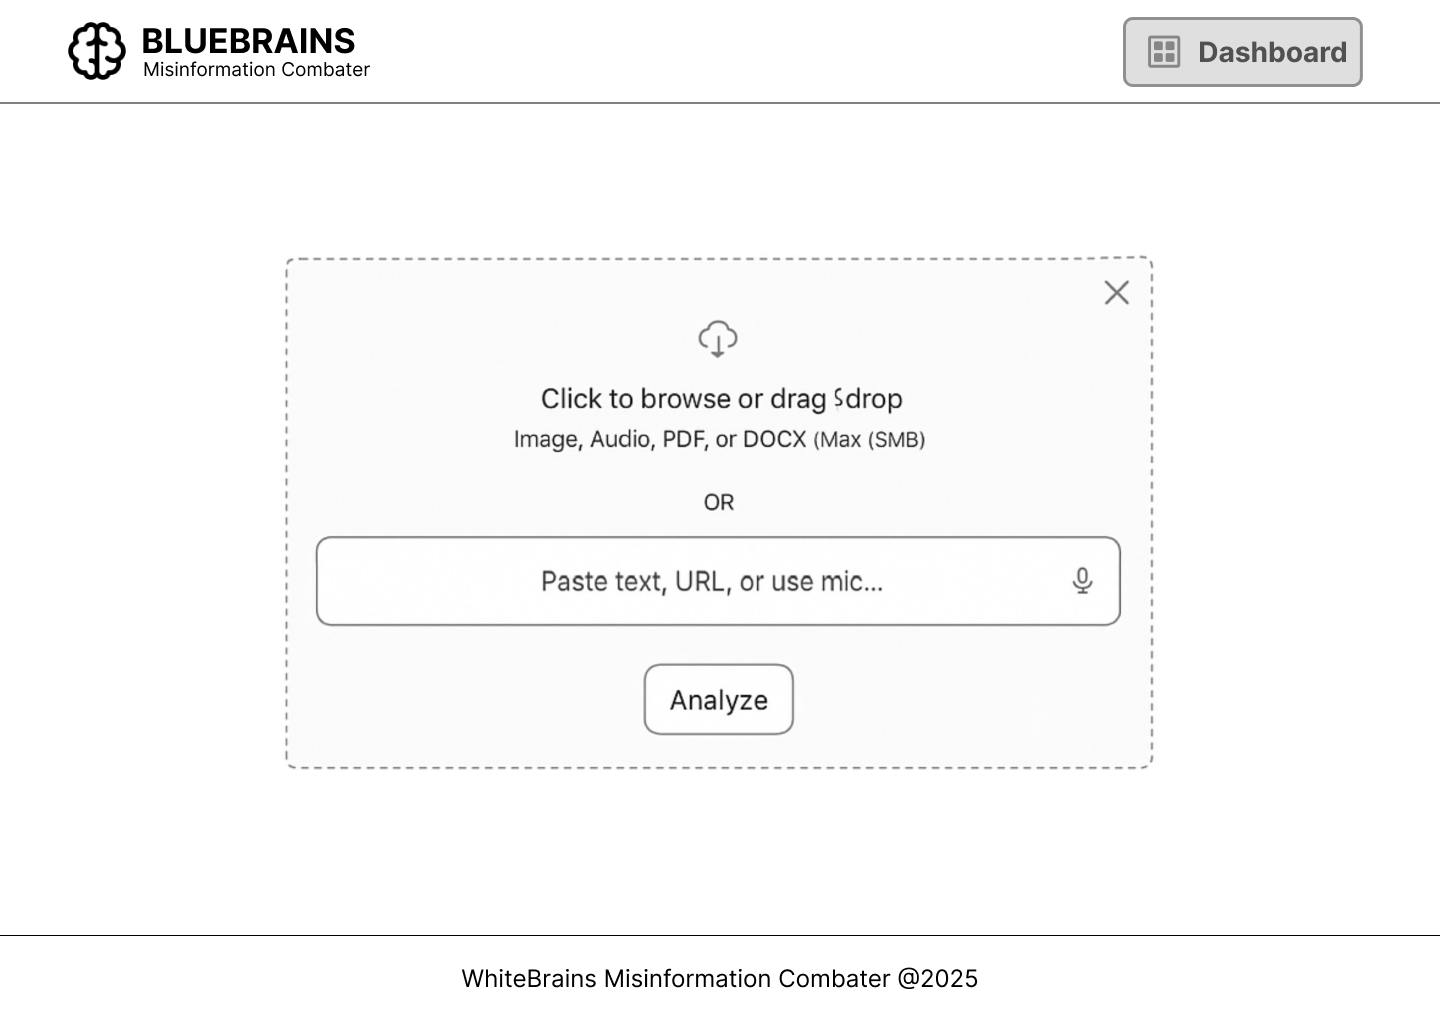 BLUEBRAINS
Misinformation Combater
Dashboard
Click to browse or drag drop
Image, Audio, PDF, or DOCX (Max (SMB)
OR
Paste text, URL, or use mic...
Analyze
WhiteBrains Misinformation Combater @2025